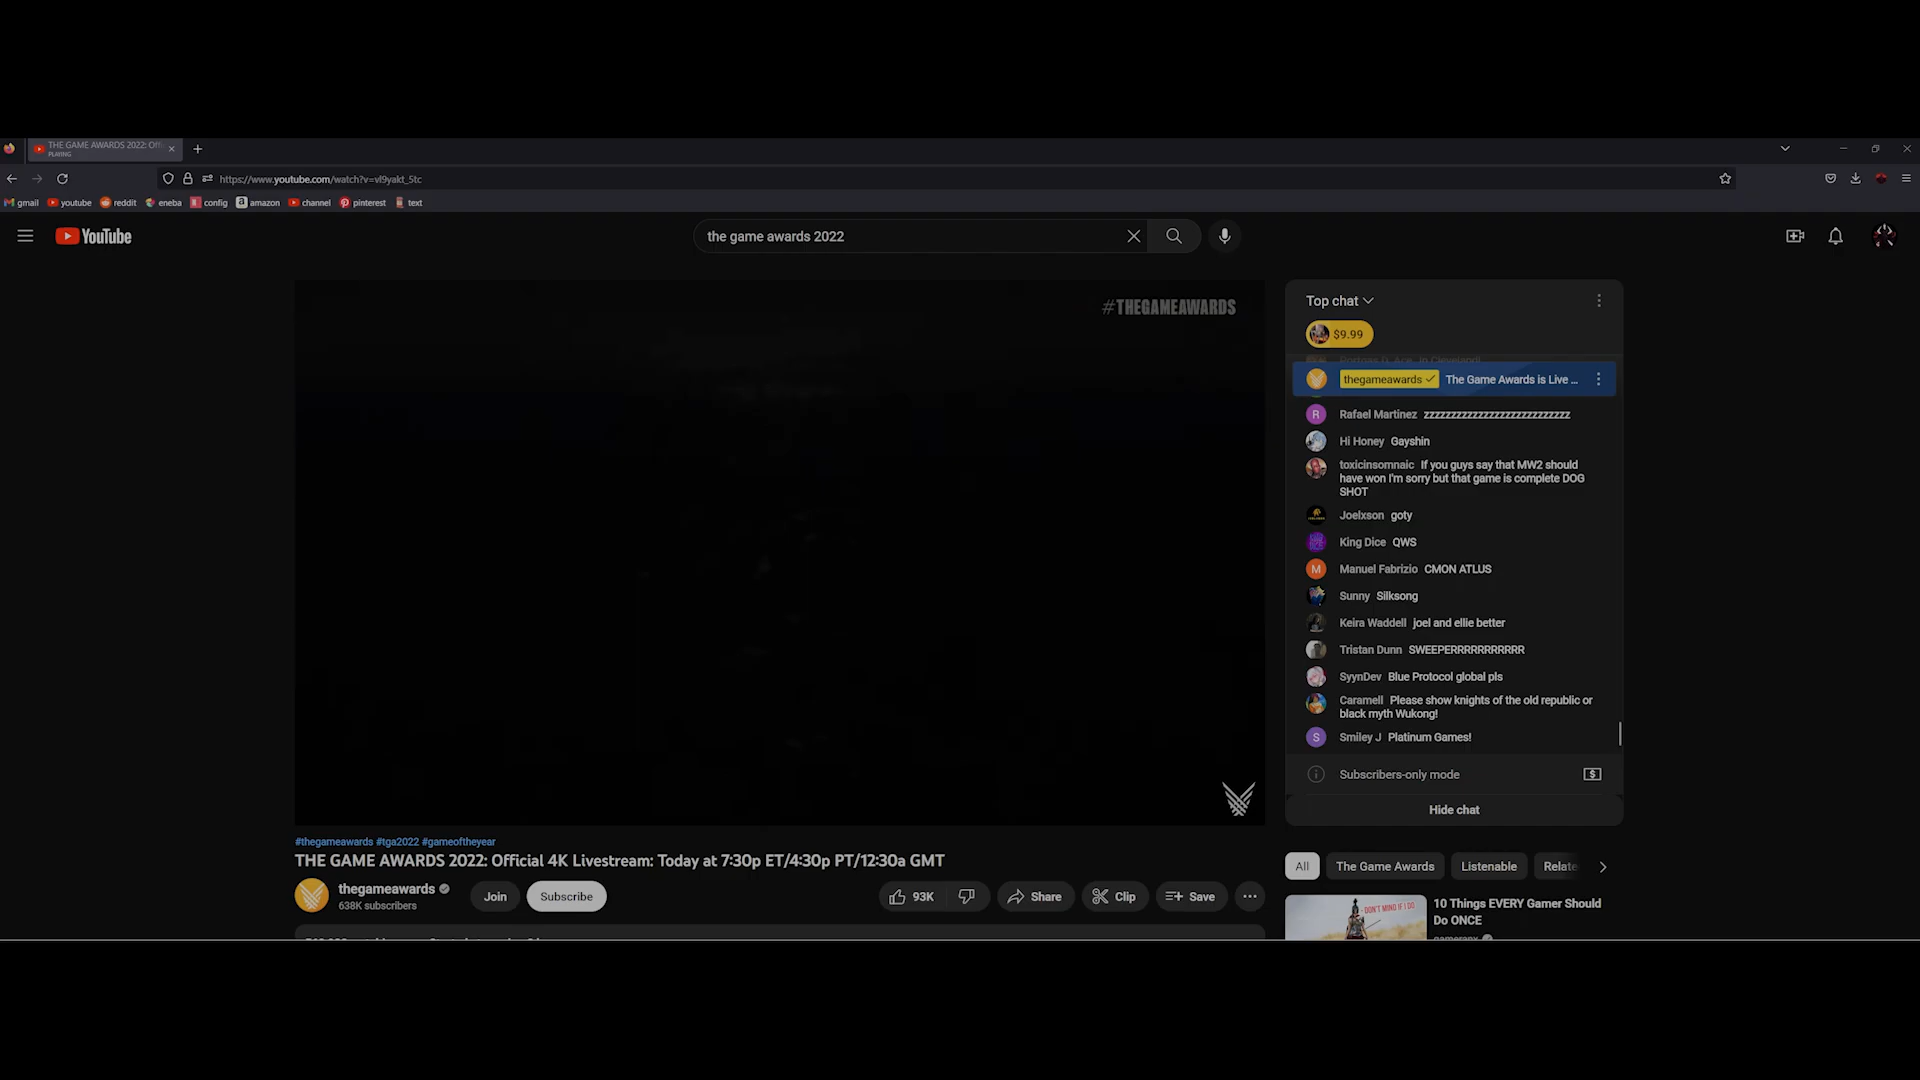 THE GAME AWARDS 2022: Offi
PLAYING
https://www.youtube.com/watch?v=vl9yakt_5tc
gmail youtube reddit eneba config amazon channel pinterest text
YouTube
the game awards 2022
#THEGAMEAWARDS
Top chat
$9.99
thegameawards The Game Awards is Live ...
Rafael Martinez zzzzzzzzzzzzzzzzzzzzzzzzzzzz
Hi Honey Gayshin
toxicinsomnaic If you guys say that MW2 should
have won I'm sorry but that game is complete DOG
SHOT
Joelxson goty
King Dice QWS
Manuel Fabrizio CMON ATLUS
Sunny Silksong
Keira Waddell joel and ellie better
Tristan Dunn SWEEPERRRRRRRRRRR
SyynDev Blue Protocol global pls
Caramell Please show knights of the old republic or
black myth Wukong!
Smiley J Platinum Games!
Subscribers-only mode
Hide chat
#thegameawards #tga2022 #gameoftheyear
THE GAME AWARDS 2022: Official 4K Livestream: Today at 7:30p ET/4:30p PT/12:30a GMT
thegameawards
638K subscribers
Join
Subscribe
93K
Share
Clip
Save
All
The Game Awards
Listenable
Relate
- DON'T MIND IF I DO
10 Things EVERY Gamer Should
Do ONCE
gameranx